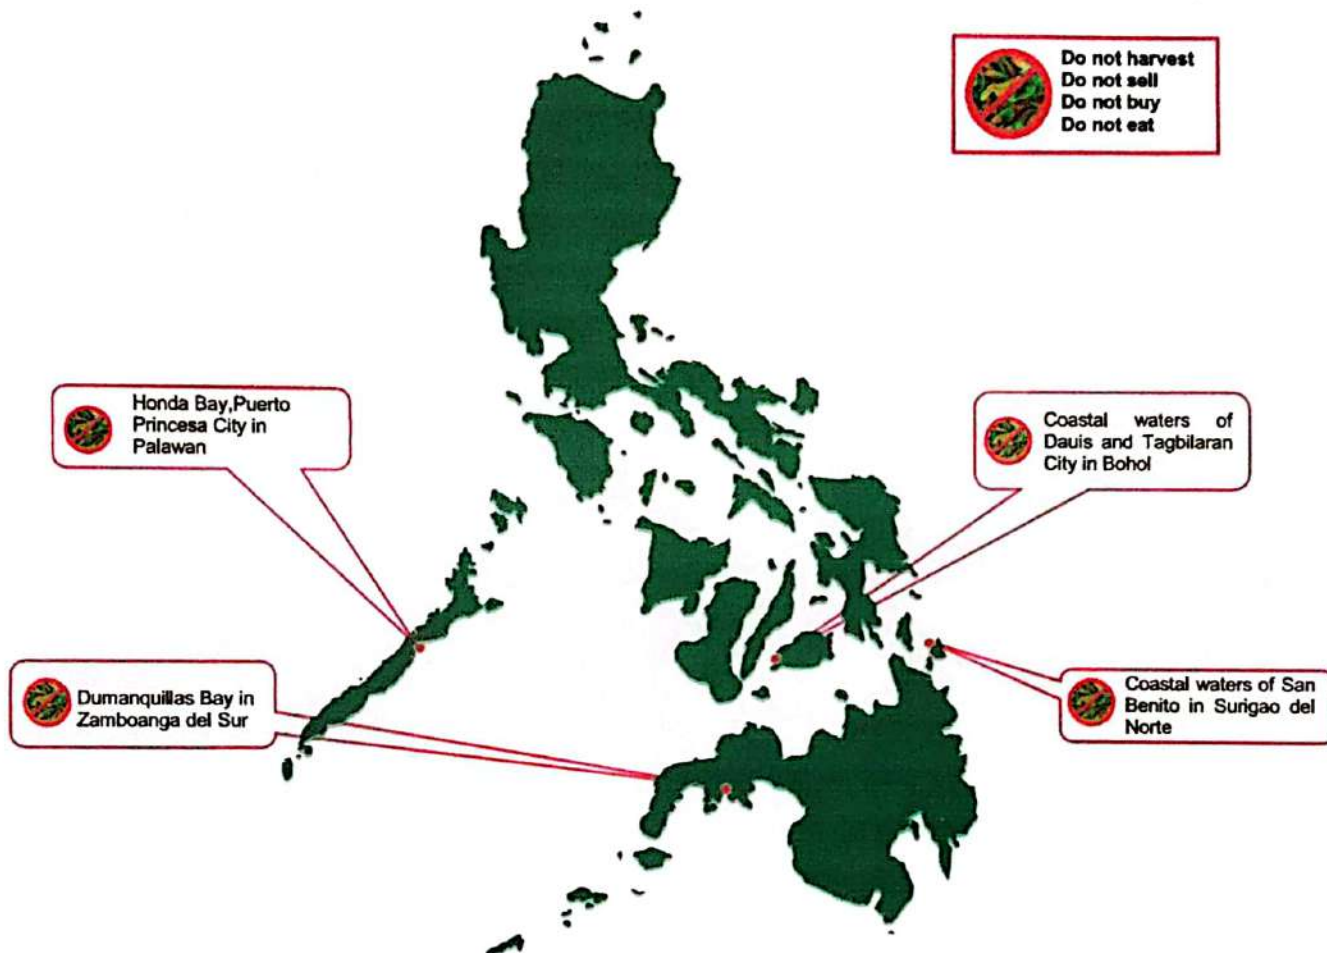 Do not harvest
Do not sell
Do not buy
Do not eat
Honda Bay,Puerto
Princesa City in
Palawan
Coastal waters of
Dauis and Tagbilaran
City in Bohol
Dumanquillas Bay in
Zamboanga del Sur
Coastal waters of San
Benito in Surigao del
Norte